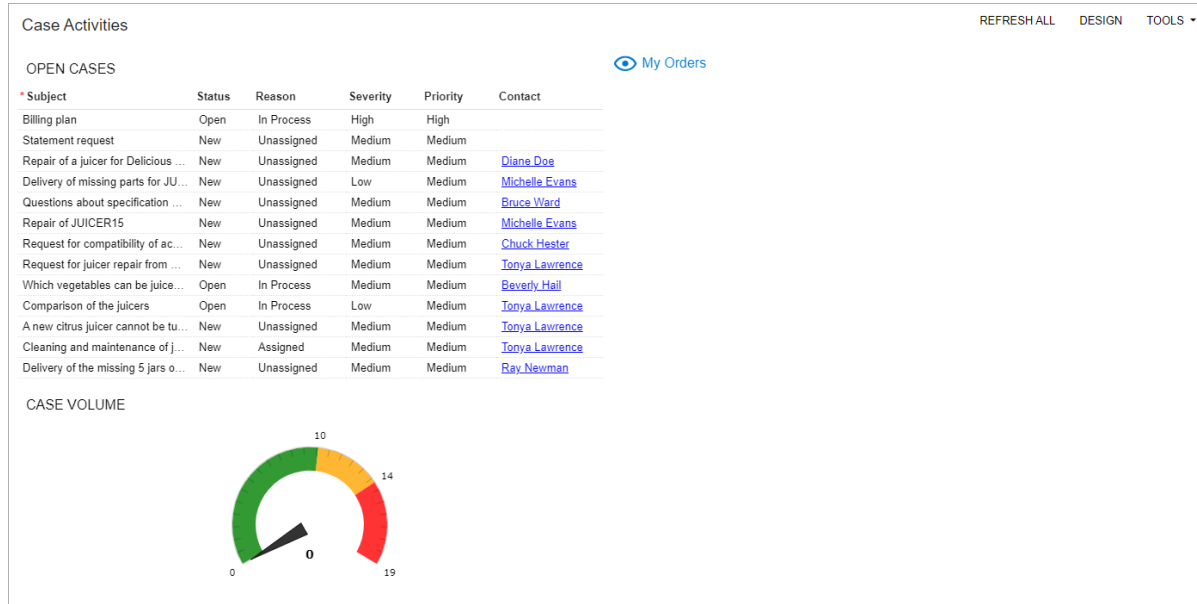 Case Activities
REFRESH ALL DESIGN TOOLS
OPEN CASES
My Orders
* Subject Status Reason Severity Priority Contact
Billing plan Open In Process High High
Statement request New Unassigned Medium Medium
Repair of a juicer for Delicious ... New Unassigned Medium Medium Diane Doe
Delivery of missing parts for JU... New Unassigned Low Medium Michelle Evans
Questions about specification ... New Unassigned Medium Medium Bruce Ward
Repair of JUICER15 New Unassigned Medium Medium Michelle Evans
Request for compatibility of ac... New Unassigned Medium Medium Chuck Hester
Request for juicer repair from ... New Unassigned Medium Medium Tonya Lawrence
Which vegetables can be juice... Open In Process Medium Medium Beverly Hail
Comparison of the juicers Open In Process Low Medium Tonya Lawrence
A new citrus juicer cannot be tu... New Unassigned Medium Medium Tonya Lawrence
Cleaning and maintenance of j... New Assigned Medium Medium Tonya Lawrence
Delivery of the missing 5 jars o... New Unassigned Medium Medium Ray Newman
CASE VOLUME
10
14
0
0 19